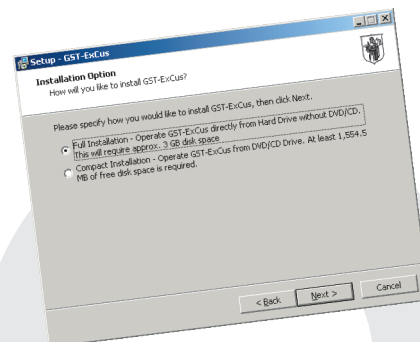 Setup - GST-ExCus
Installation Option
How will you like to install GST-ExCus?
Please specify how you would like to install GST-ExCus, then click Next.
Full Installation - Operate GST-ExCus directly from Hard Drive without DVD/CD.
This will require approx. 3 GB disk space
Compact Installation - Operate GST-ExCus from DVD/CD Drive. At least 1,554.5
MB of free disk space is required.
< Back
Next >
Cancel